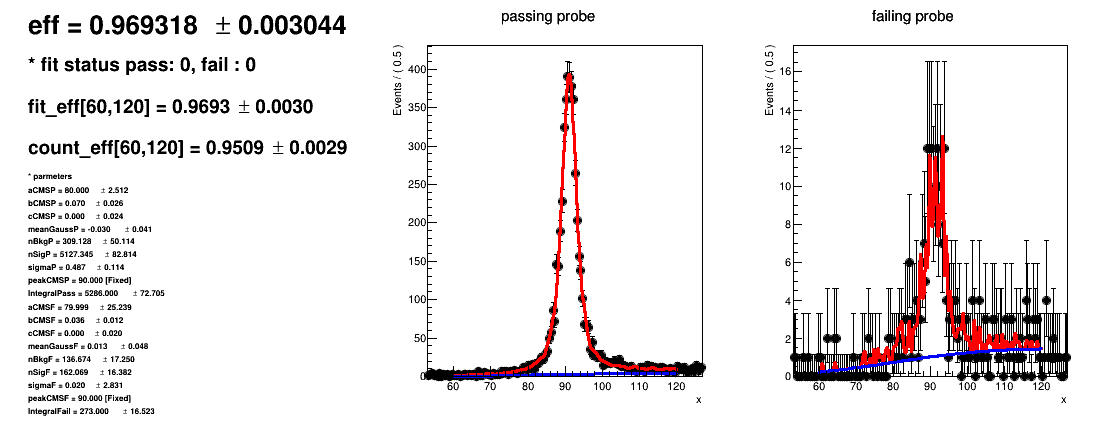 eff = 0.969318 ± 0.003044
* fit status pass: 0, fail : 0
fit_eff[60,120] = 0.9693 ± 0.0030
count_eff[60,120] = 0.9509 ± 0.0029
* parmeters
aCMSP = 80.000 ± 2.512
bCMSP = 0.070 ± 0.026
cCMSP = 0.000 ± 0.024
meanGaussP = -0.030 ± 0.041
nBkgP = 309.128 ± 50.114
nSigP = 5127.345 ± 82.814
sigmaP = 0.487 ± 0.114
peakCMSP = 90.000 [Fixed]
IntegralPass = 5286.000 ± 72.705
aCMSF = 79.999 ± 25.239
bCMSF = 0.036 ± 0.012
cCMSF = 0.000 ± 0.020
meanGaussF = 0.013 ± 0.048
nBkgF = 136.674 ± 17.250
nSigF = 162.069 ± 16.382
sigmaF = 0.020 ± 2.831
peakCMSF = 90.000 [Fixed]
IntegralFail = 273.000 ± 16.523
passing probe
Events / ( 0.5 )
400
350
300
250
200
150
100
50
0
60 70 80 90 100 110 120
x
failing probe
Events / ( 0.5 )
16
14
12
10
8
6
4
2
0
60 70 80 90 100 110 120
x